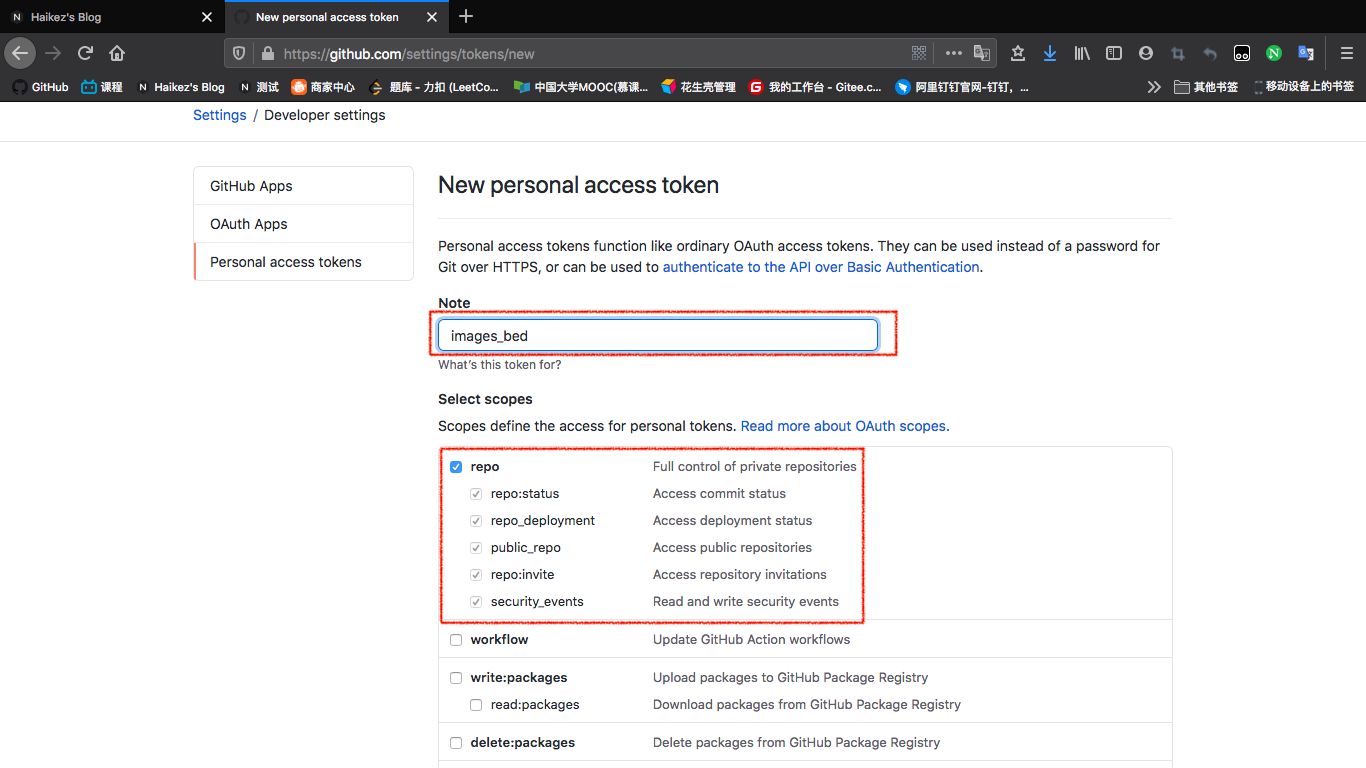 Haikez's Blog
New personal access token
https://github.com/settings/tokens/new
GitHub
课程
Haikez's Blog
测试
商家中心
题库 - 力扣 (LeetCo...
中国大学MOOC(慕课...
花生壳管理
我的工作台 - Gitee.c...
阿里钉钉官网-钉钉，...
其他书签
移动设备上的书签
Settings / Developer settings
GitHub Apps
OAuth Apps
Personal access tokens
New personal access token
Personal access tokens function like ordinary OAuth access tokens. They can be used instead of a password for
Git over HTTPS, or can be used to authenticate to the API over Basic Authentication.
Note
images_bed
What's this token for?
Select scopes
Scopes define the access for personal tokens. Read more about OAuth scopes.
repo Full control of private repositories
repo:status Access commit status
repo_deployment Access deployment status
public_repo Access public repositories
repo:invite Access repository invitations
security_events Read and write security events
workflow Update GitHub Action workflows
write:packages Upload packages to GitHub Package Registry
read:packages Download packages from GitHub Package Registry
delete:packages Delete packages from GitHub Package Registry